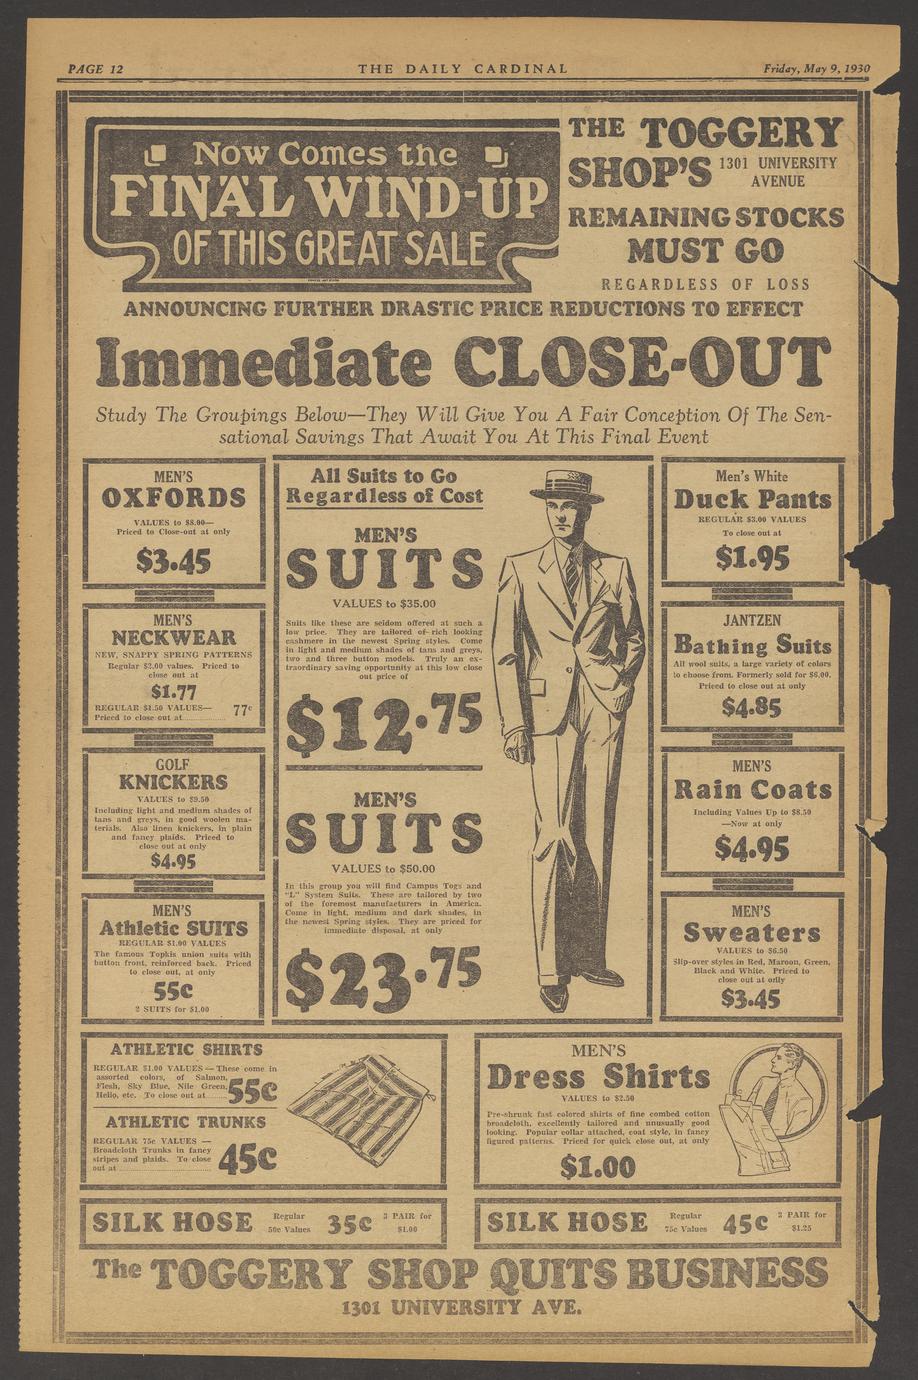 PAGE 12
THE DAILY CARDINAL
Friday, May 9, 1930
Now Comes the
FINAL WIND-UP
OF THIS GREAT SALE
THE TOGGERY
SHOP'S 1301 UNIVERSITY
AVENUE
REMAINING STOCKS
MUST GO
REGARDLESS OF LOSS
ANNOUNCING FURTHER DRASTIC PRICE REDUCTIONS TO EFFECT
Immediate CLOSE-OUT
Study The Groupings Below—They Will Give You A Fair Conception Of The Sen-
sational Savings That Await You At This Final Event
MEN'S
OXFORDS
VALUES to $8.00—
Priced to Close-out at only
$3.45
MEN'S
NECKWEAR
NEW, SNAPPY SPRING PATTERNS
Regular $3.00 values. Priced to
close out at
$1.77
REGULAR $1.50 VALUES—
Priced to close out at 77c
GOLF
KNICKERS
VALUES to $9.50
Including light and medium shades of
tans and greys, in good woolen ma-
terials. Also linen knickers, in plain
and fancy plaids. Priced to
close out at only
$4.95
MEN'S
Athletic SUITS
REGULAR $1.00 VALUES
The famous Topkis union suits with
button front, reinforced back. Priced
to close out, at only
55c
2 SUITS for $1.00
All Suits to Go
Regardless of Cost
MEN'S
SUITS
VALUES to $35.00
Suits like these are seldom offered at such a
low price. They are tailored of rich looking
cashmere in the newest Spring styles. Come
in light and medium shades of tans and greys,
two and three button models. Truly an ex-
traordinary saving opportunity at this low close
out price of
$12.75
MEN'S
SUITS
VALUES to $50.00
In this group you will find Campus Togs and
"L" System Suits. These are tailored by two
of the foremost manufacturers in America.
Come in light, medium and dark shades, in
the newest Spring styles. They are priced for
immediate disposal, at only
$23.75
Men's White
Duck Pants
REGULAR $3.00 VALUES
To close out at
$1.95
JANTZEN
Bathing Suits
All wool suits, a large variety of colors
to choose from. Formerly sold for $6.00.
Priced to close out at only
$4.85
MEN'S
Rain Coats
Including Values Up to $8.50
—Now at only
$4.95
MEN'S
Sweaters
VALUES to $6.50
Slip-over styles in Red, Maroon, Green,
Black and White. Priced to
close out at only
$3.45
ATHLETIC SHIRTS
REGULAR $1.00 VALUES—These come in
assorted colors, of Salmon,
Flesh, Sky Blue, Nile Green,
Helio, etc. To close out at 55c
ATHLETIC TRUNKS
REGULAR 75c VALUES —
Broadcloth Trunks in fancy
stripes and plaids. To close
out at 45c
MEN'S
Dress Shirts
VALUES to $2.50
Pre-shrunk fast colored shirts of fine combed cotton
broadcloth, excellently tailored and unusually good
looking. Popular collar attached, coat style, in fancy
figured patterns. Priced for quick close out, at only
$1.00
SILK HOSE Regular
50c Values 35c 3 PAIR for
$1.00
SILK HOSE Regular
75c Values 45c 3 PAIR for
$1.25
The TOGGERY SHOP QUITS BUSINESS
1301 UNIVERSITY AVE.